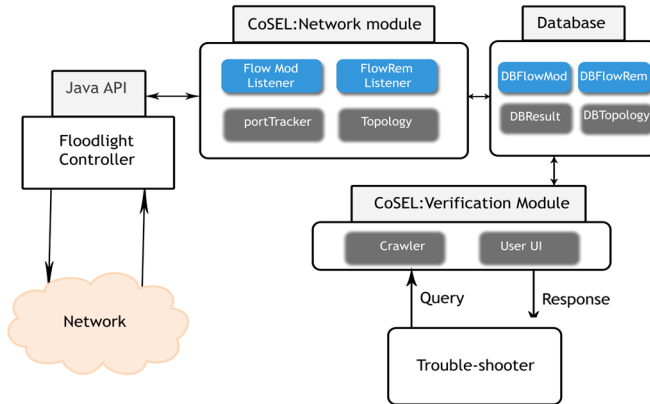 CoSEL:Network module
Database
Flow Mod
Listener
FlowRem
Listener
DBFlowMod
DBFlowRem
Java API
portTracker
Topology
DBResult
DBTopology
Floodlight
Controller
CoSEL:Verification Module
Crawler
User UI
Query
Response
Network
Trouble-shooter